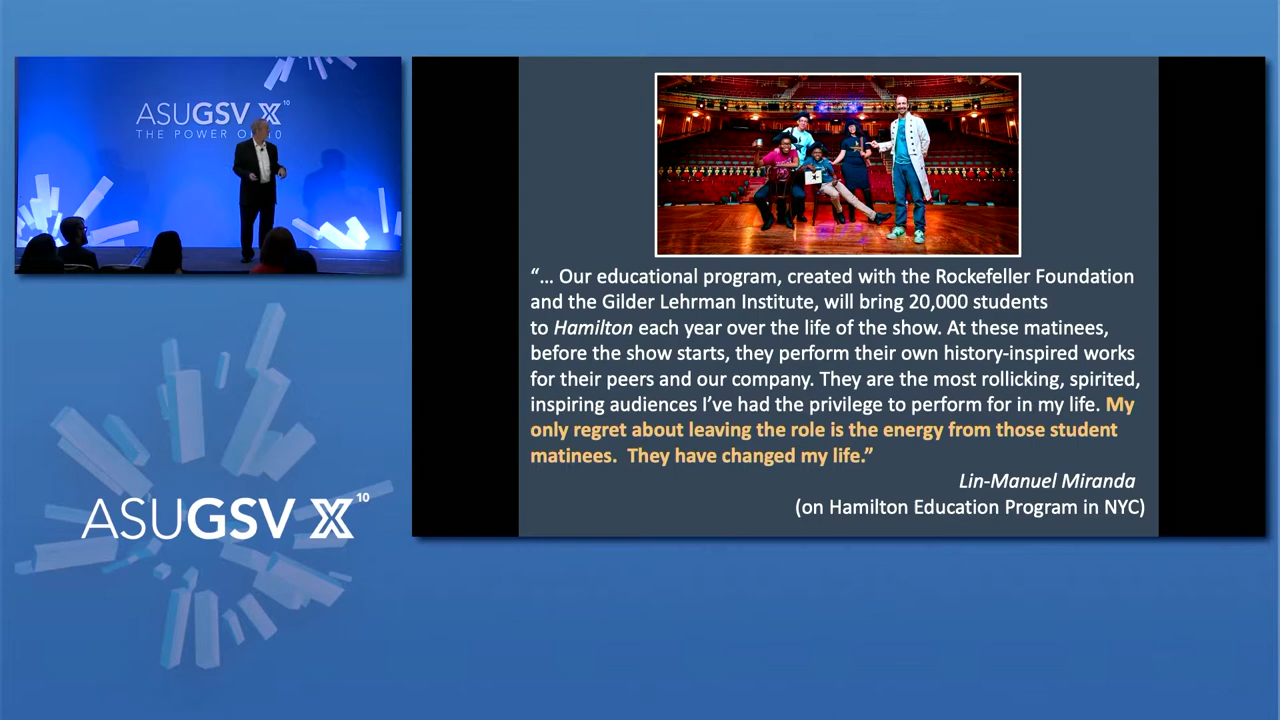 ASUGSV X10
THE POWER OF 10
“... Our educational program, created with the Rockefeller Foundation
and the Gilder Lehrman Institute, will bring 20,000 students
to Hamilton each year over the life of the show. At these matinees,
before the show starts, they perform their own history-inspired works
for their peers and our company. They are the most rollicking, spirited,
inspiring audiences I’ve had the privilege to perform for in my life. My
only regret about leaving the role is the energy from those student
matinees.  They have changed my life.”
Lin-Manuel Miranda
(on Hamilton Education Program in NYC)
ASUGSV X10